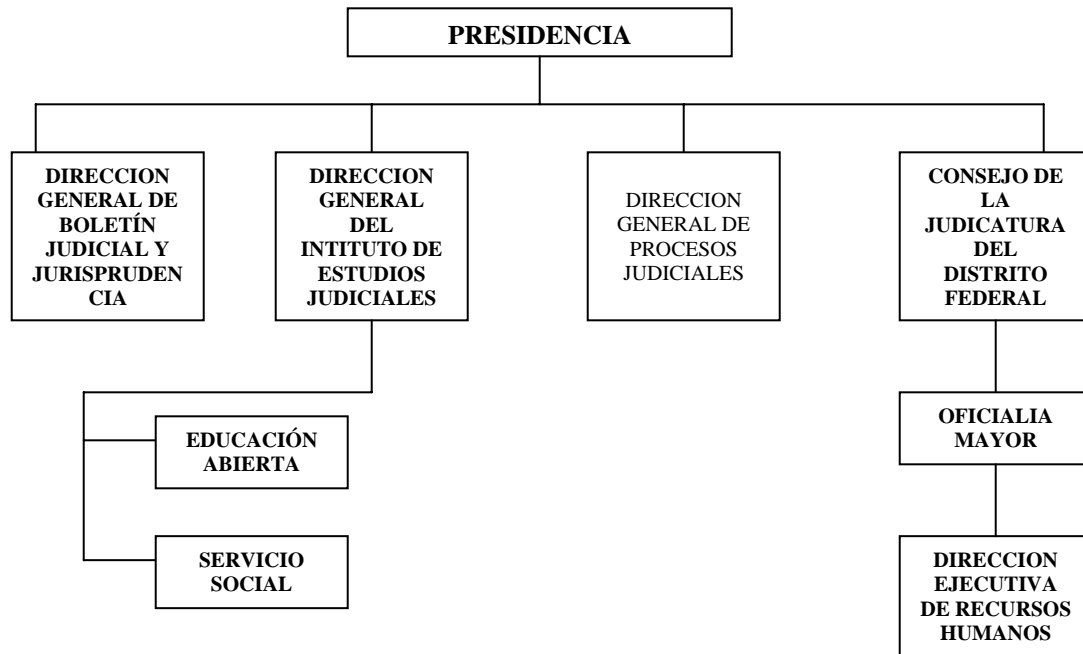 PRESIDENCIA
DIRECCION
GENERAL DE
BOLETÍN
JUDICIAL Y
JURISPRUDEN
CIA
DIRECCION
GENERAL
DEL
INTITUTO DE
ESTUDIOS
JUDICIALES
DIRECCION
GENERAL DE
PROCESOS
JUDICIALES
CONSEJO DE
LA
JUDICATURA
DEL
DISTRITO
FEDERAL
EDUCACIÓN
ABIERTA
SERVICIO
SOCIAL
OFICIALIA
MAYOR
DIRECCION
EJECUTIVA
DE RECURSOS
HUMANOS